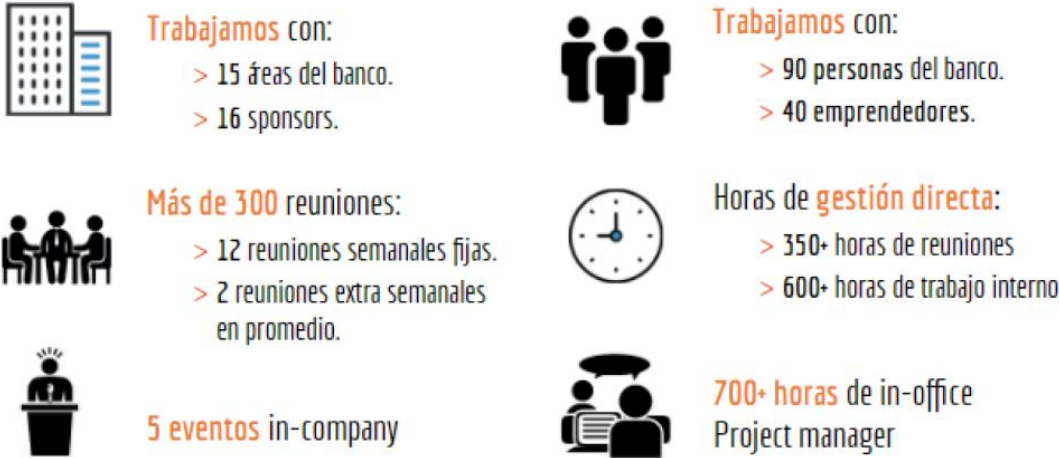 Trabajamos con:
> 15 áreas del banco.
> 16 sponsors.
Trabajamos con:
> 90 personas del banco.
> 40 emprendedores.
Más de 300 reuniones:
> 12 reuniones semanales fijas.
> 2 reuniones extra semanales
en promedio.
Horas de gestión directa:
> 350+ horas de reuniones
> 600+ horas de trabajo interno
5 eventos in-company
700+ horas de in-office
Project manager